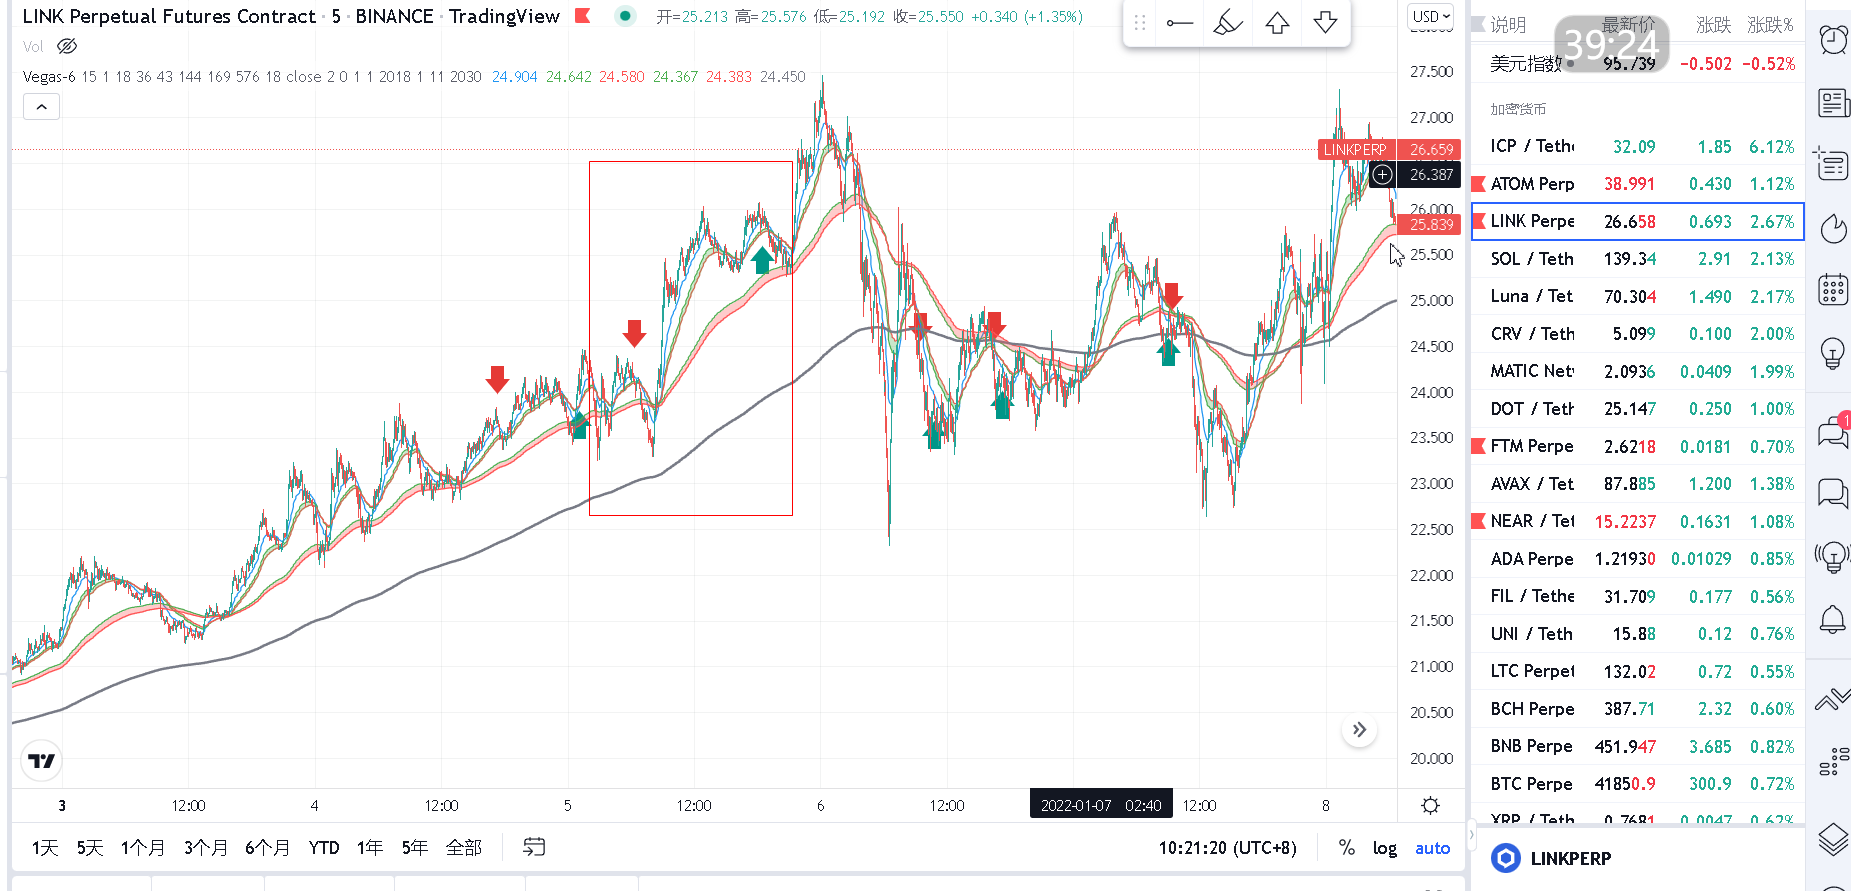 LINK Perpetual Futures Contract · 5 · BINANCE · TradingView
开=25.213 高=25.576 低=25.192 收=25.550 +0.340 (+1.35%)
Vol
Vegas-6 15 1 18 36 43 144 169 576 18 close 2 0 1 1 2018 1 11 2030 24.904 24.642 24.580 24.367 24.383 24.450
USD
27.500
27.000
LINKPERP 26.659
26.387
26.000
25.839
25.500
25.000
24.500
24.000
23.500
23.000
22.500
22.000
21.500
21.000
20.500
20.000
3 12:00 4 12:00 5 12:00 6 12:00 2022-01-07 02:40 12:00 8
1天 5天 1个月 3个月 6个月 YTD 1年 5年 全部
10:21:20 (UTC+8) % log auto
说明 最新价 涨跌 涨跌%
39:24
美元指数 95.739 -0.502 -0.52%
加密货币
ICP / Teth 32.09 1.85 6.12%
ATOM Perp 38.991 0.430 1.12%
LINK Perpe 26.658 0.693 2.67%
SOL / Teth 139.34 2.91 2.13%
Luna / Tet 70.304 1.490 2.17%
CRV / Teth 5.099 0.100 2.00%
MATIC Net 2.0936 0.0409 1.99%
DOT / Teth 25.147 0.250 1.00%
FTM Perpe 2.6218 0.0181 0.70%
AVAX / Tet 87.885 1.200 1.38%
NEAR / Tet 15.2237 0.1631 1.08%
ADA Perpe 1.21930 0.01029 0.85%
FIL / Tethe 31.709 0.177 0.56%
UNI / Teth 15.88 0.12 0.76%
LTC Perpet 132.02 0.72 0.55%
BCH Perpe 387.71 2.32 0.60%
BNB Perpe 451.947 3.685 0.82%
BTC Perpe 41850.9 300.9 0.72%
XRP / Teth 0.7681 0.0047 0.62%
LINKPERP
1